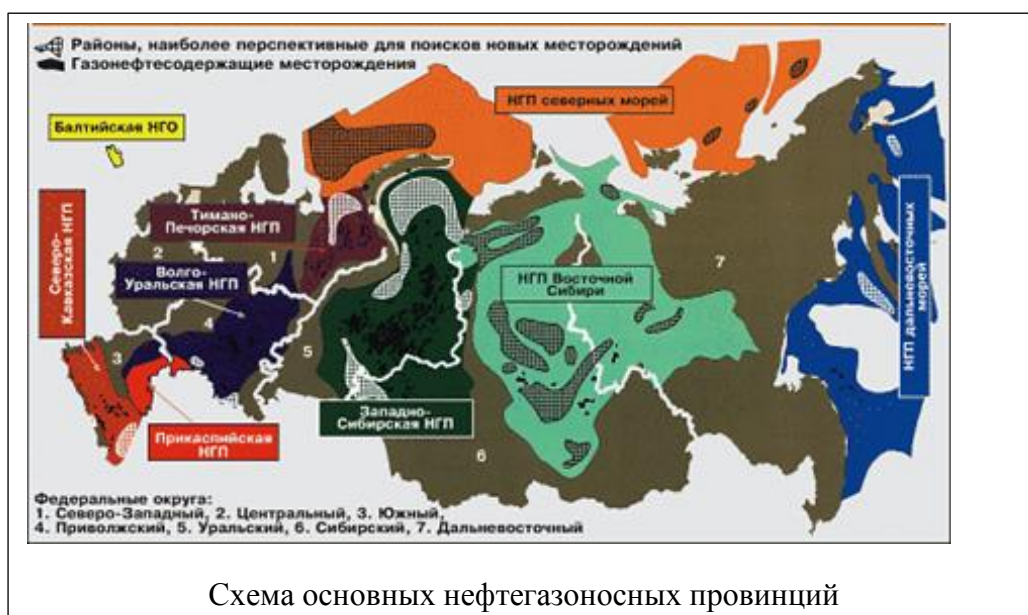 Районы, наиболее перспективные для поисков новых месторождений
Газонефтесодержащие месторождения
НГП северных морей
Балтийская НГО
Северо-
Кавказская НГП
Тимано-
Печорская НГП
2
1
Волго-
Уральская НГП
4
3
5
НГП Восточной
Сибири
7
НГП дальневосточных
морей
Западно-
Сибирская НГП
Прикаспийская
НГП
6
Федеральные округа:
1. Северо-Западный, 2. Центральный, 3. Южный,
4. Приволжский, 5. Уральский, 6. Сибирский, 7. Дальневосточный
Схема основных нефтегазоносных провинций